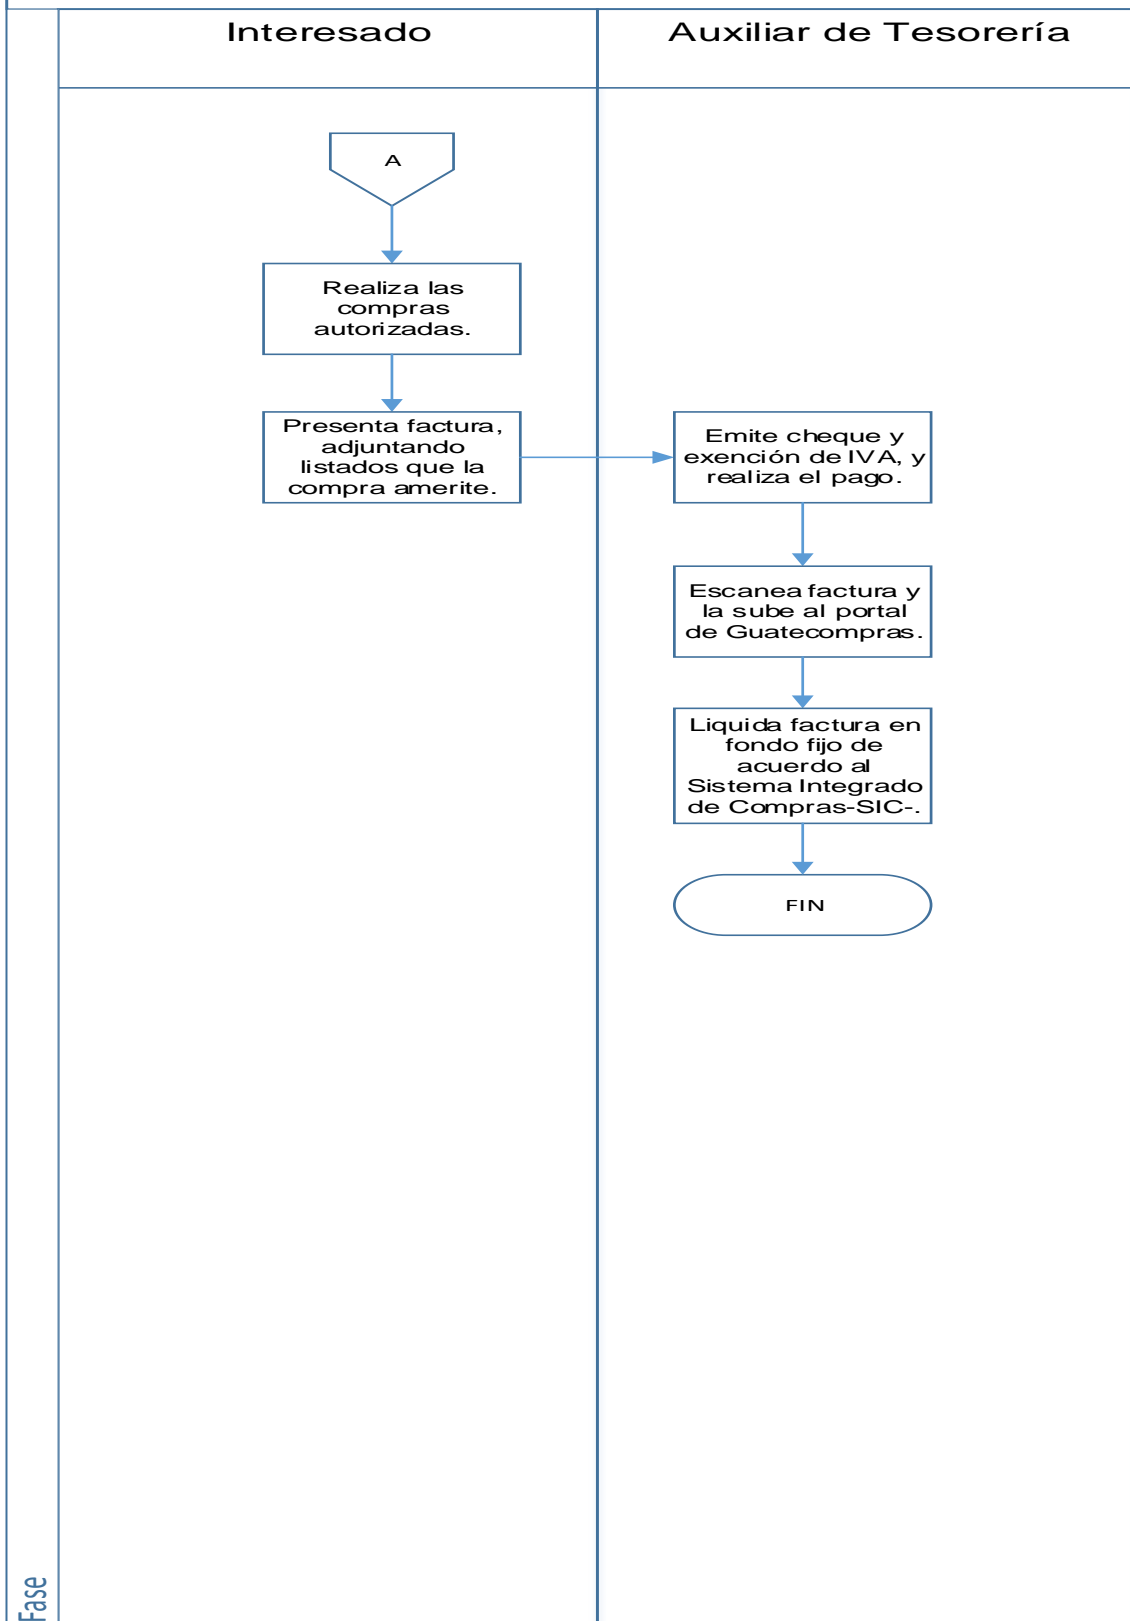 Interesado
Auxiliar de Tesorería
A
Realiza las
compras
autorizadas.
Presenta factura,
adjuntando
listados que la
compra amerite.
Emite cheque y
exención de IVA, y
realiza el pago.
Escanea factura y
la sube al portal
de Guatecompras.
Liquida factura en
fondo fijo de
acuerdo al
Sistema Integrado
de Compras-SIC-.
FIN
Fase